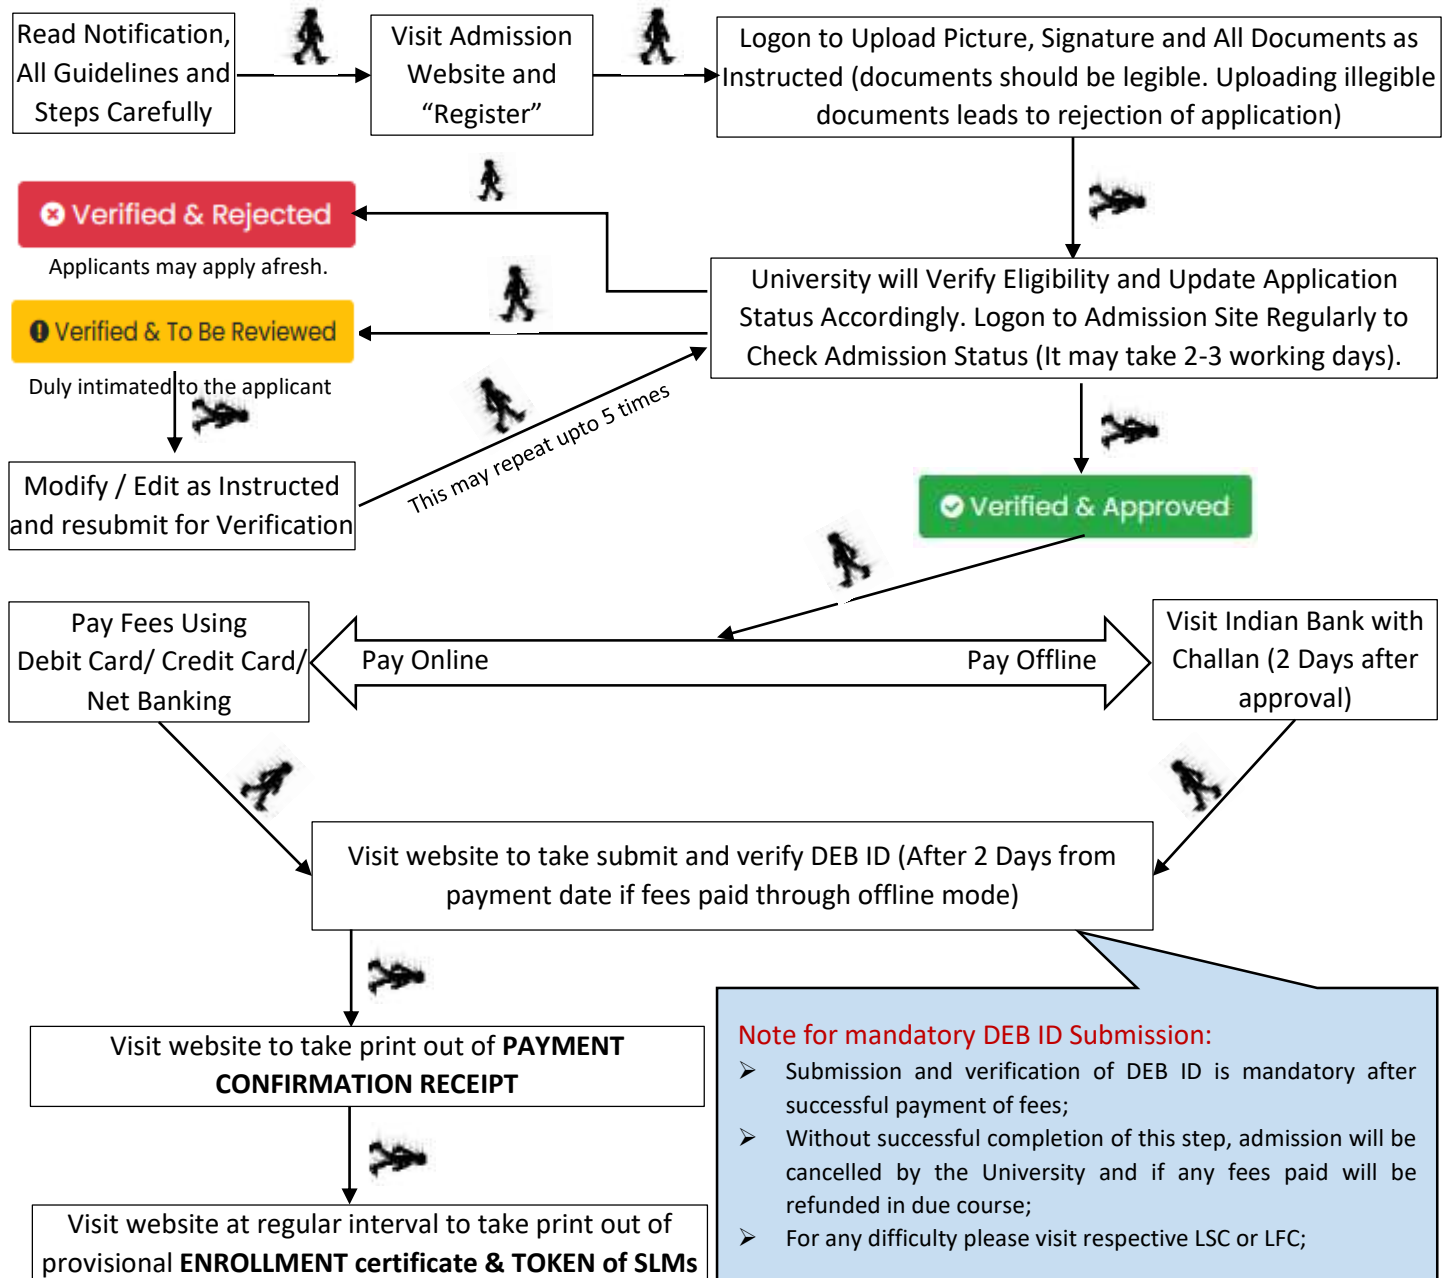 Read Notification,
All Guidelines and
Steps Carefully
Visit Admission
Website and
“Register”
Logon to Upload Picture, Signature and All Documents as
Instructed (documents should be legible. Uploading illegible
documents leads to rejection of application)
Verified & Rejected
Applicants may apply afresh.
Verified & To Be Reviewed
Duly intimated to the applicant
University will Verify Eligibility and Update Application
Status Accordingly. Logon to Admission Site Regularly to
Check Admission Status (It may take 2-3 working days).
Modify / Edit as Instructed
and resubmit for Verification
This may repeat upto 5 times
Verified & Approved
Pay Fees Using
Debit Card/ Credit Card/
Net Banking
Pay Online
Pay Offline
Visit Indian Bank with
Challan (2 Days after
approval)
Visit website to take submit and verify DEB ID (After 2 Days from
payment date if fees paid through offline mode)
Visit website to take print out of PAYMENT
CONFIRMATION RECEIPT
Visit website at regular interval to take print out of
provisional ENROLLMENT certificate & TOKEN of SLMs
Note for mandatory DEB ID Submission:
➢ Submission and verification of DEB ID is mandatory after
successful payment of fees;
➢ Without successful completion of this step, admission will be
cancelled by the University and if any fees paid will be
refunded in due course;
➢ For any difficulty please visit respective LSC or LFC;